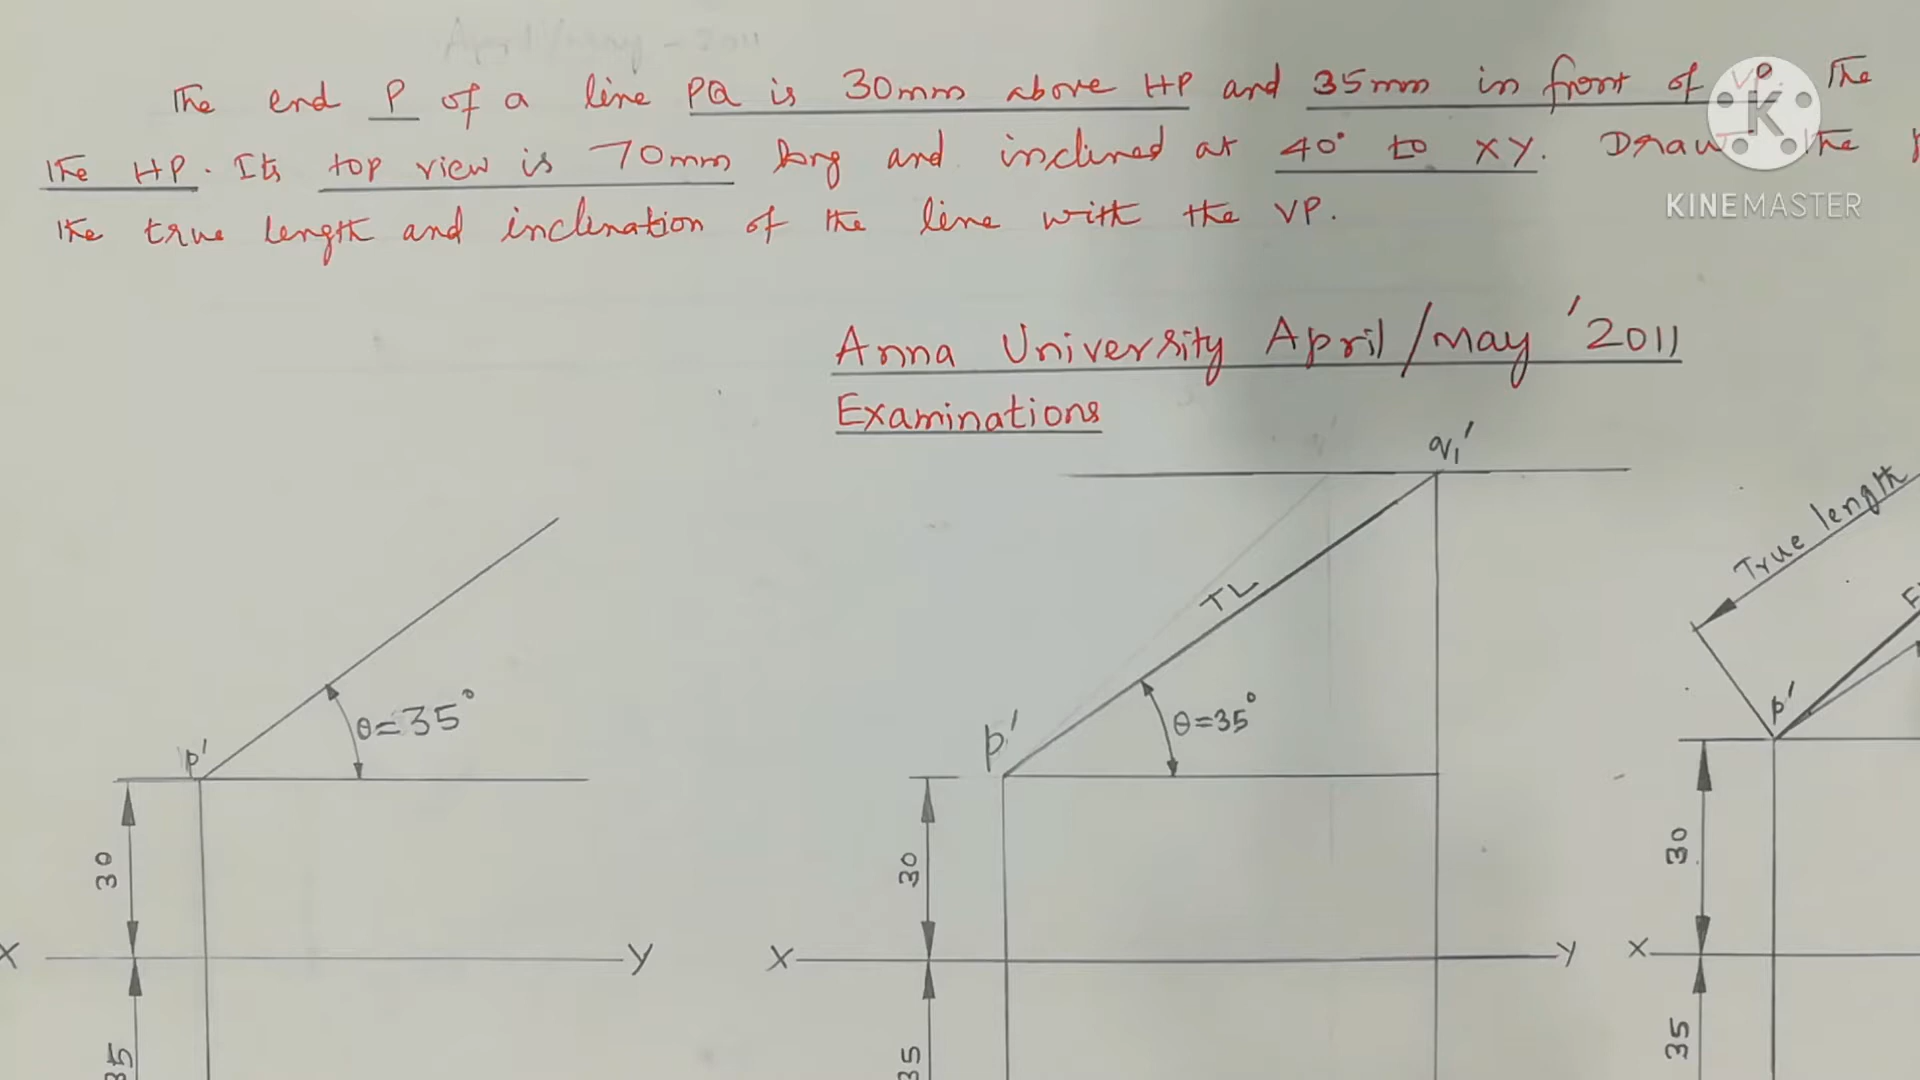 April/May - 2011
The end P of a line PQ is 30mm above HP and 35mm in front of VP. The
the HP. Its top view is 70mm long and inclined at 40° to XY. Draw the
the true length and inclination of the line with the VP.
KINEMASTER
Anna University April/May '2011
Examinations
p'
θ=35°
30
X
Y
35
q1'
TL
p'
θ=35°
30
X
Y
35
True length
p'
30
X
35